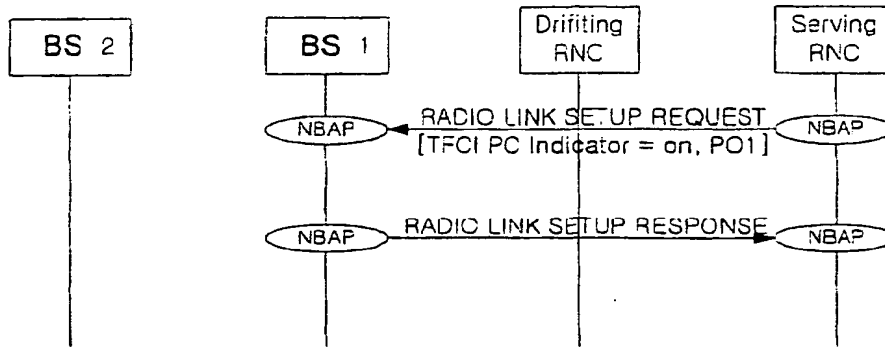 BS 2
BS 1
Drifiting
RNC
Serving
RNC
RADIO LINK SETUP REQUEST
NBAP
NBAP
[TFCI PC Indicator = on, PO1]
RADIO LINK SETUP RESPONSE
NBAP
NBAP